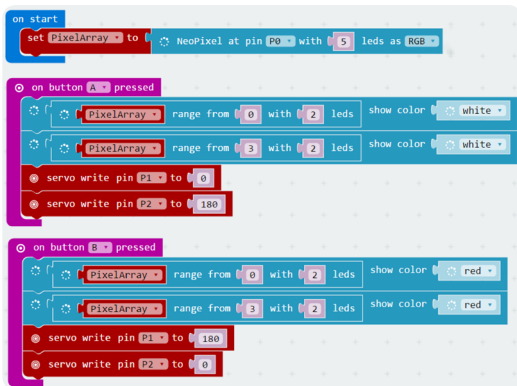 on start
set PixelArray to NeoPixel at pin P0 with 5 leds as RGB
on button A pressed
PixelArray range from 0 with 2 leds show color white
PixelArray range from 3 with 2 leds show color white
servo write pin P1 to 0
servo write pin P2 to 180
on button B pressed
PixelArray range from 0 with 2 leds show color red
PixelArray range from 3 with 2 leds show color red
servo write pin P1 to 180
servo write pin P2 to 0